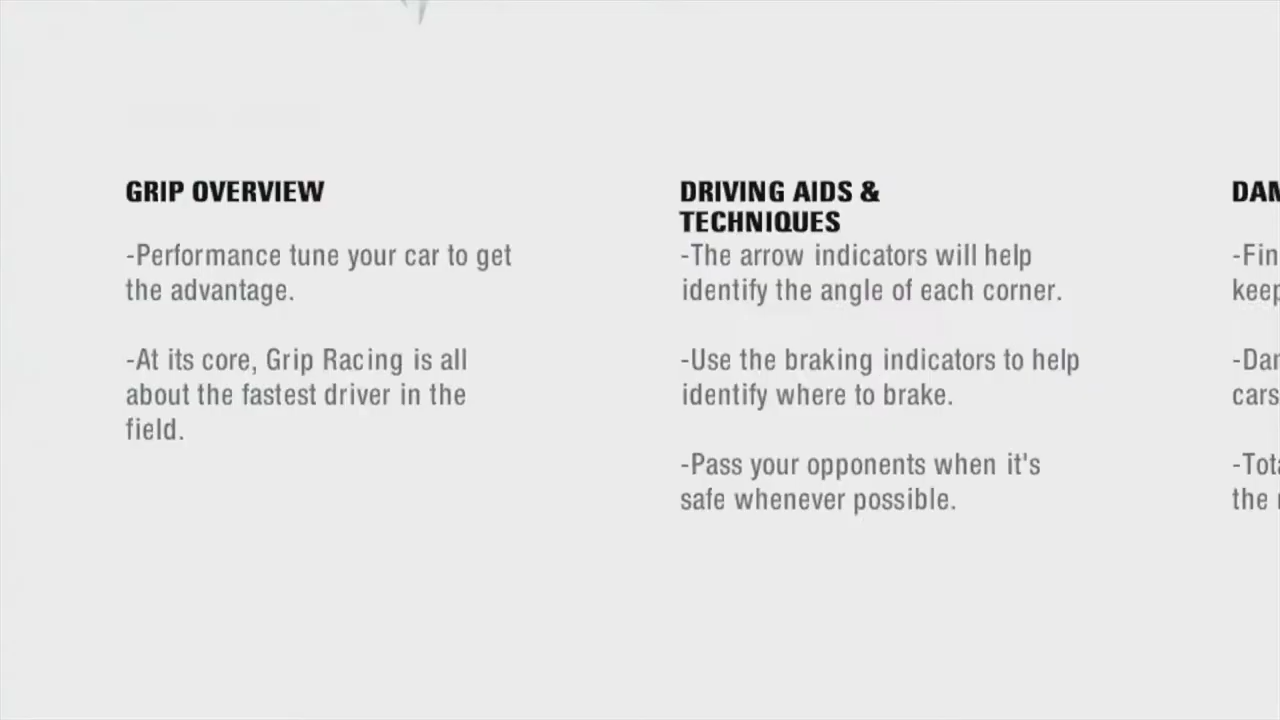 GRIP OVERVIEW
-Performance tune your car to get
the advantage.
-At its core, Grip Racing is all
about the fastest driver in the
field.
DRIVING AIDS &
TECHNIQUES
-The arrow indicators will help
identify the angle of each corner.
-Use the braking indicators to help
identify where to brake.
-Pass your opponents when it's
safe whenever possible.
cars
the